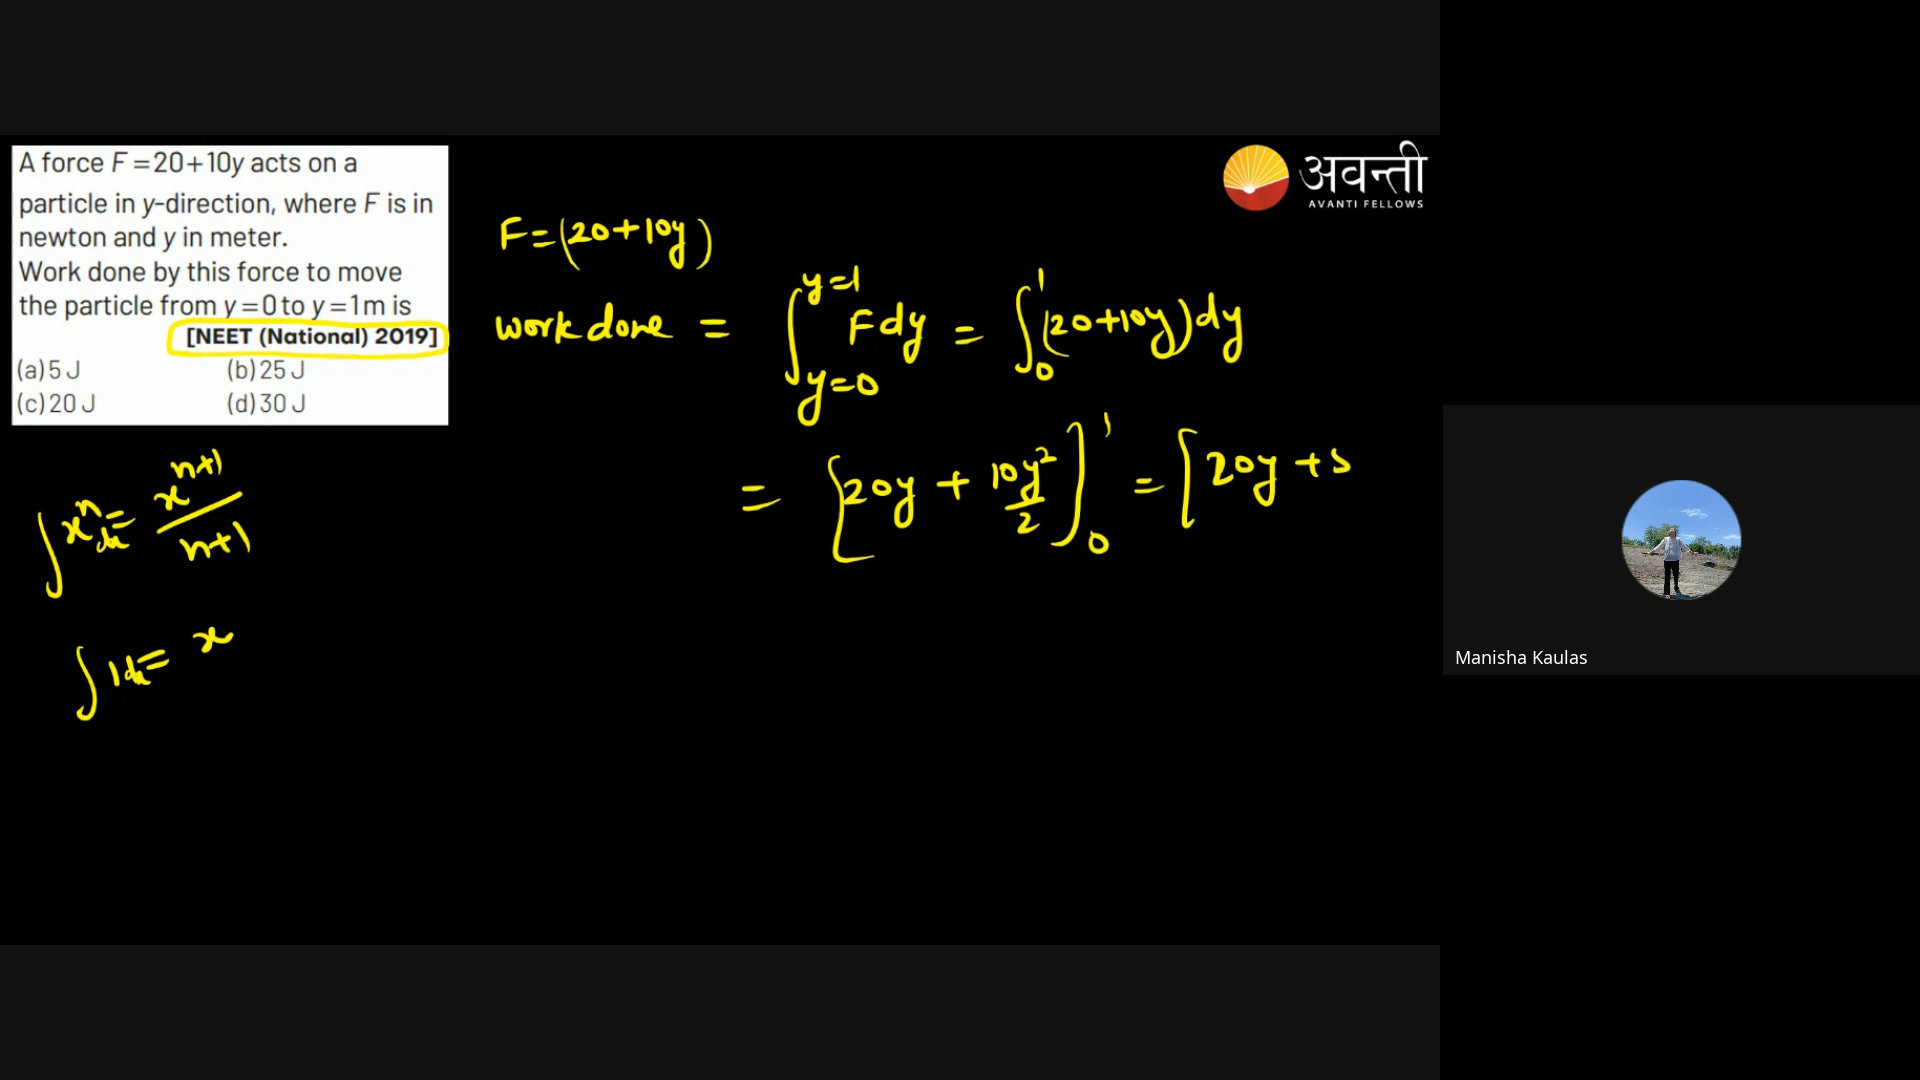 A force F = 20 + 10y acts on a
particle in y-direction, where F is in
newton and y in meter.
Work done by this force to move
the particle from y = 0 to y = 1 m is
[NEET (National) 2019]
(a) 5 J (b) 25 J
(c) 20 J (d) 30 J
अवन्ती
AVANTI FELLOWS
F = (20+10y)
work done = ∫_{y=0}^{y=1} F dy = ∫_0^1 (20+10y) dy
= [20y + 10y²/2]_0^1 = [20y + 5
∫xⁿ dx = x^{n+1}/n+1
∫1dx = x
Manisha Kaulas